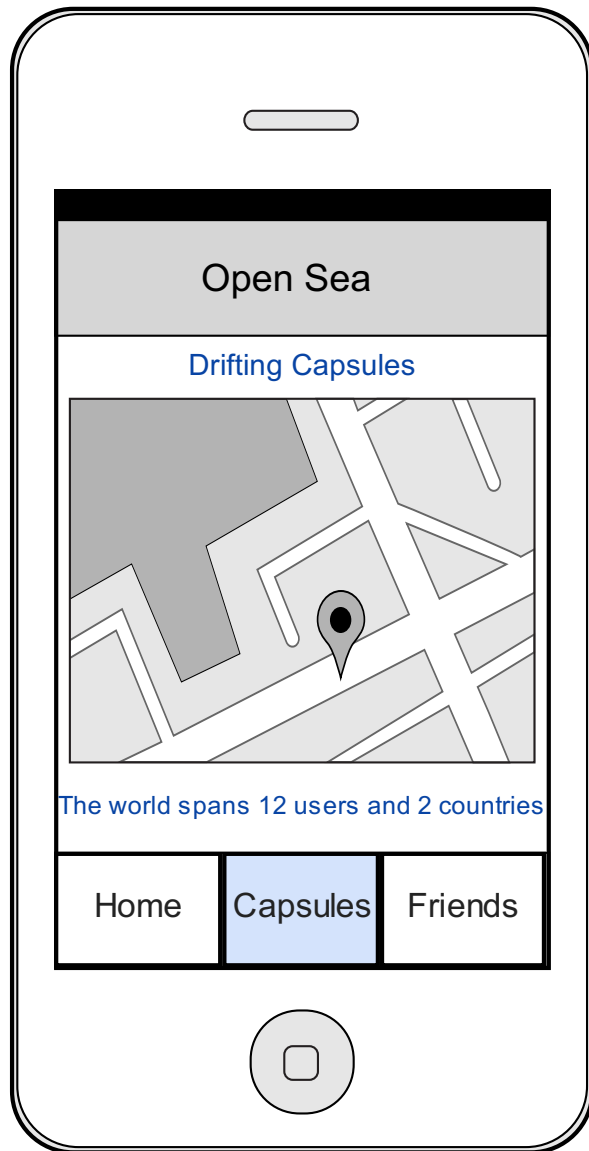 Open Sea
Drifting Capsules
The world spans 12 users and 2 countries
Home Capsules Friends